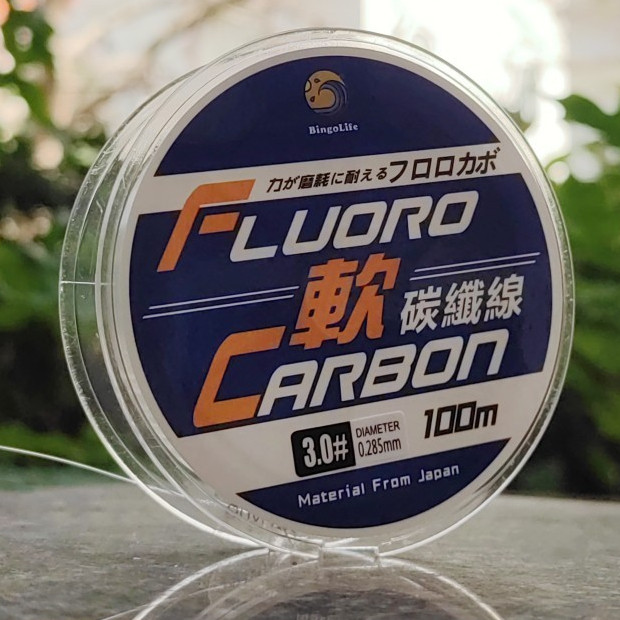 BingoLife
力が磨耗に耐えるフロロカボ
FLUORO
軟 碳纖線
CARBON
3.0# DIAMETER 0.285mm 100m
Material From Japan